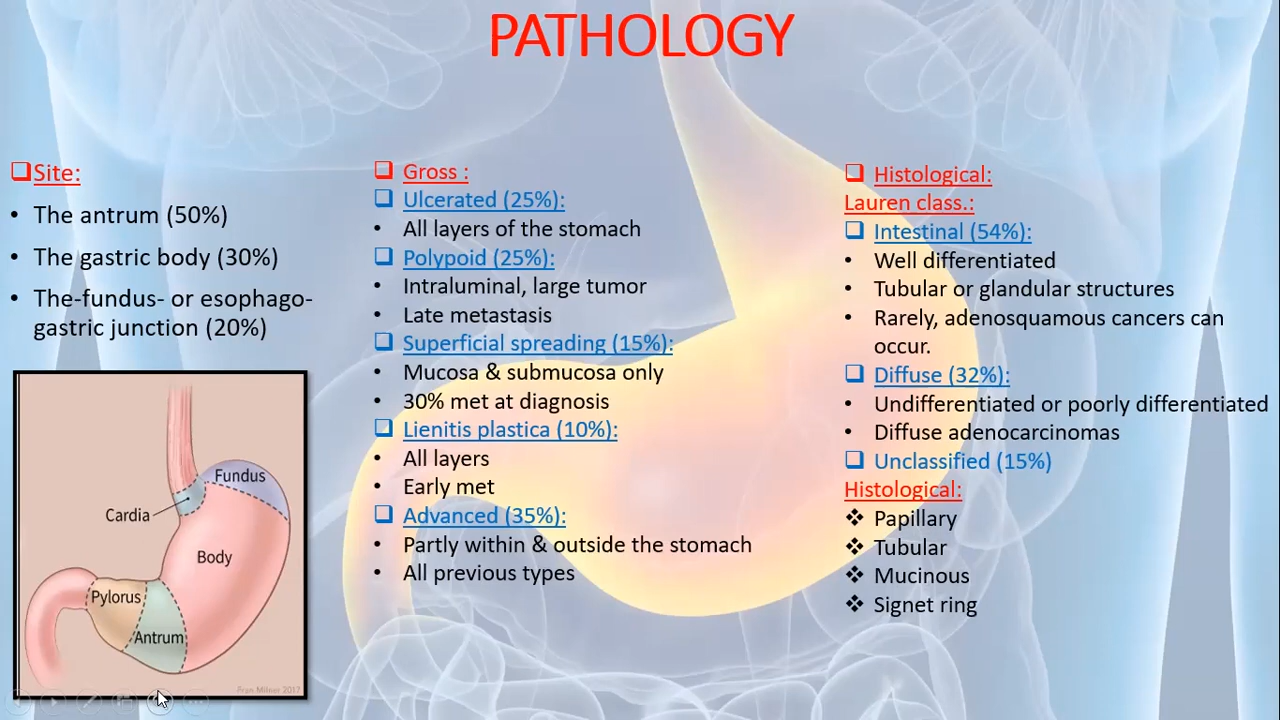 PATHOLOGY
Site:
• The antrum (50%)
• The gastric body (30%)
• The-fundus- or esophago-
gastric junction (20%)
Fundus
Cardia
Body
Pylorus
Antrum
Fran Milner 2017
Gross :
Ulcerated (25%):
• All layers of the stomach
Polypoid (25%):
• Intraluminal, large tumor
• Late metastasis
Superficial spreading (15%):
• Mucosa & submucosa only
• 30% met at diagnosis
Lienitis plastica (10%):
• All layers
• Early met
Advanced (35%):
• Partly within & outside the stomach
• All previous types
Histological:
Lauren class.:
Intestinal (54%):
• Well differentiated
• Tubular or glandular structures
• Rarely, adenosquamous cancers can
occur.
Diffuse (32%):
• Undifferentiated or poorly differentiated
• Diffuse adenocarcinomas
Unclassified (15%)
Histological:
❖ Papillary
❖ Tubular
❖ Mucinous
❖ Signet ring